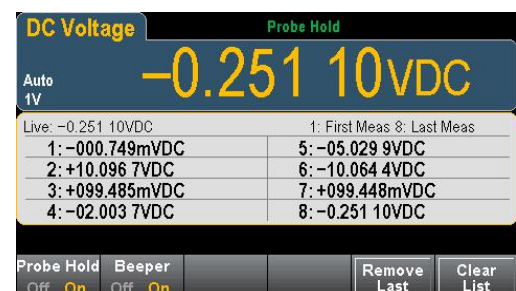 DC Voltage
Probe Hold
Auto
1V
−0.251 10VDC
Live: −0.251 10VDC
1: First Meas 8: Last Meas
1: −000.749mVDC
5: −05.029 9VDC
2: +10.096 7VDC
6: −10.064 4VDC
3: +099.485mVDC
7: +099.448mVDC
4: −02.003 7VDC
8: −0.251 10VDC
Probe Hold
Beeper
Remove
Clear
Off On
Off On
Last
List